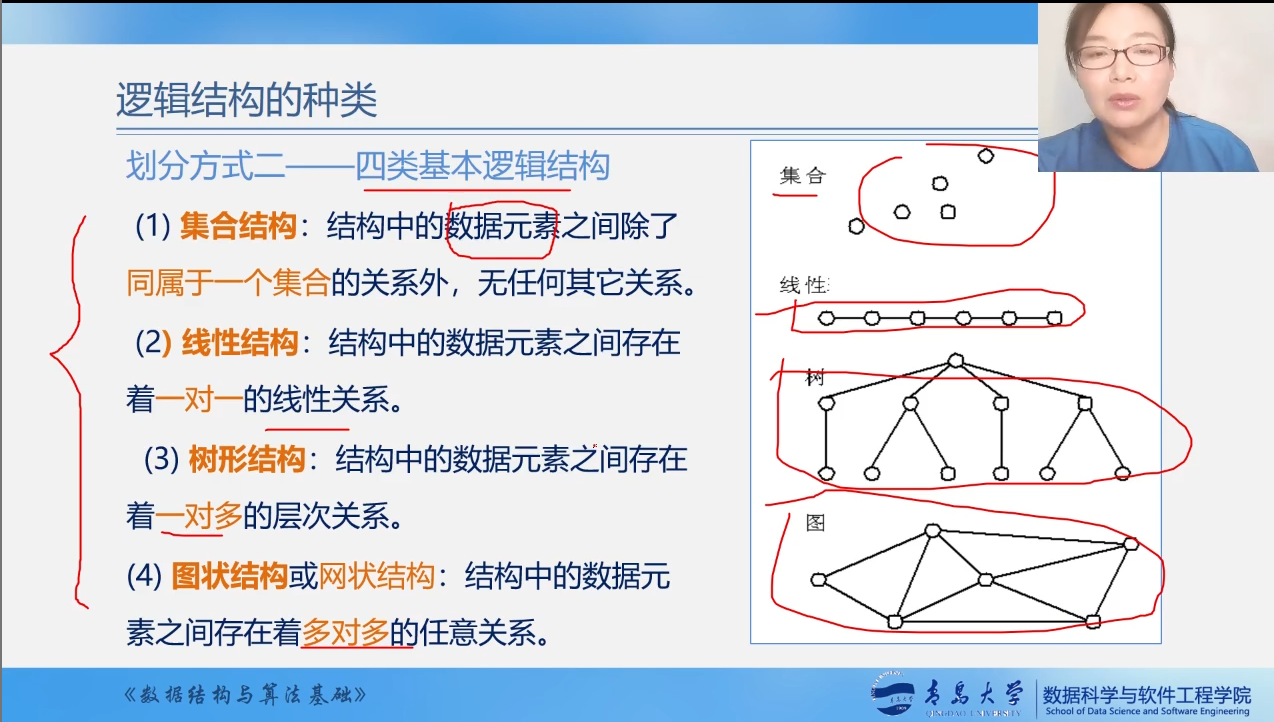 逻辑结构的种类
划分方式二——四类基本逻辑结构
(1) 集合结构：结构中的数据元素之间除了
同属于一个集合的关系外，无任何其它关系。
(2) 线性结构：结构中的数据元素之间存在
着一对一的线性关系。
(3) 树形结构：结构中的数据元素之间存在
着一对多的层次关系。
(4) 图状结构或网状结构：结构中的数据元
素之间存在着多对多的任意关系。
集合
线性
树
图
《数据结构与算法基础》
青岛大学
QINGDAO UNIVERSITY
数据科学与软件工程学院
School of Data Science and Software Engineering